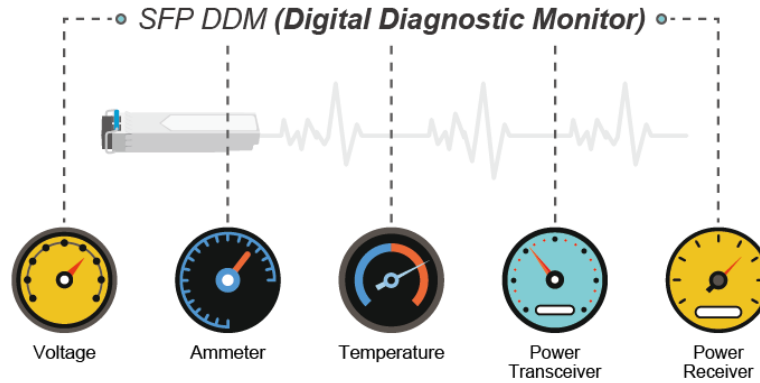 SFP DDM (Digital Diagnostic Monitor)
Voltage
Ammeter
Temperature
Power
Transceiver
Power
Receiver